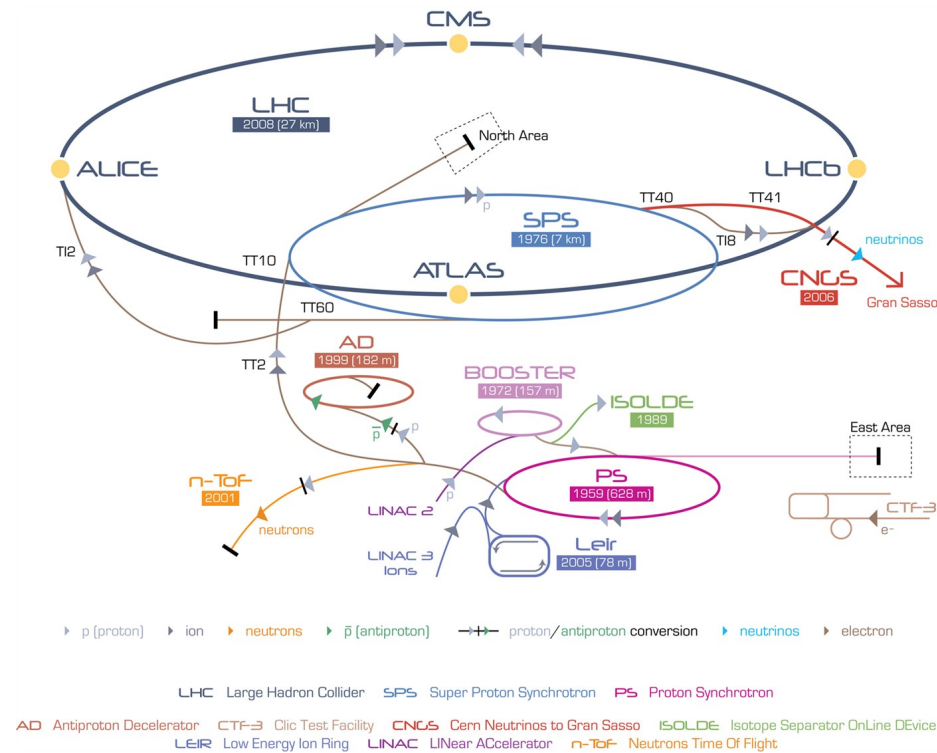 CMS
LHC
2008 (27 km)
North Area
ALICE
LHCb
TT40
TT41
p
SPS
1976 (7 km)
TI8
neutrinos
TI2
TT10
ATLAS
CNGS
2006
Gran Sasso
TT60
AD
1999 (182 m)
TT2
BOOSTER
1972 (157 m)
ISOLDE
1989
p̅
p
East Area
n-ToF
2001
PS
1959 (628 m)
p
LINAC 2
neutrons
CTF-3
e-
LINAC 3
Ions
Leir
2005 (78 m)
p (proton) ion neutrons p̅ (antiproton) proton/antiproton conversion neutrinos electron
LHC Large Hadron Collider SPS Super Proton Synchrotron PS Proton Synchrotron
AD Antiproton Decelerator CTF-3 Clic Test Facility CNGS Cern Neutrinos to Gran Sasso ISOLDE Isotope Separator OnLine DEvice
LEIR Low Energy Ion Ring LINAC LINear ACcelerator n-ToF Neutrons Time Of Flight